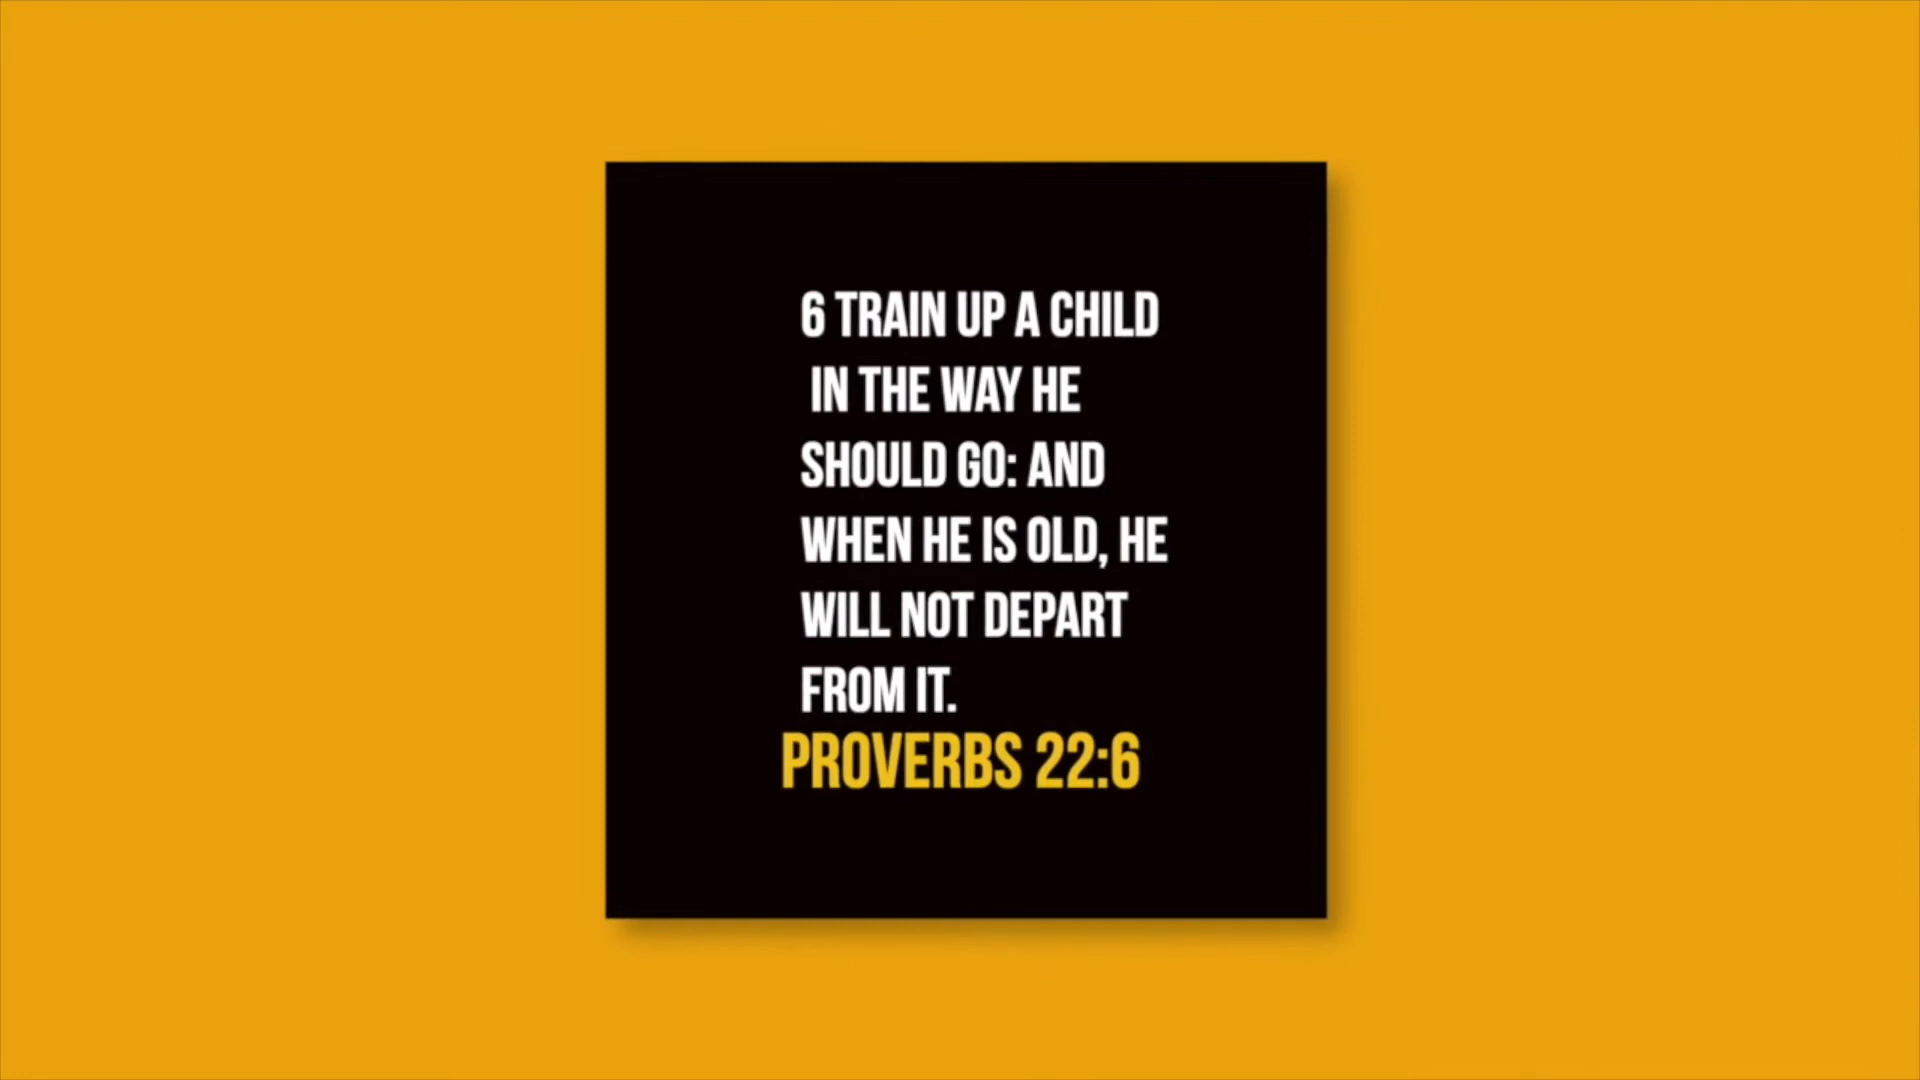 6 TRAIN UP A CHILD
IN THE WAY HE
SHOULD GO: AND
WHEN HE IS OLD, HE
WILL NOT DEPART
FROM IT.
PROVERBS 22:6